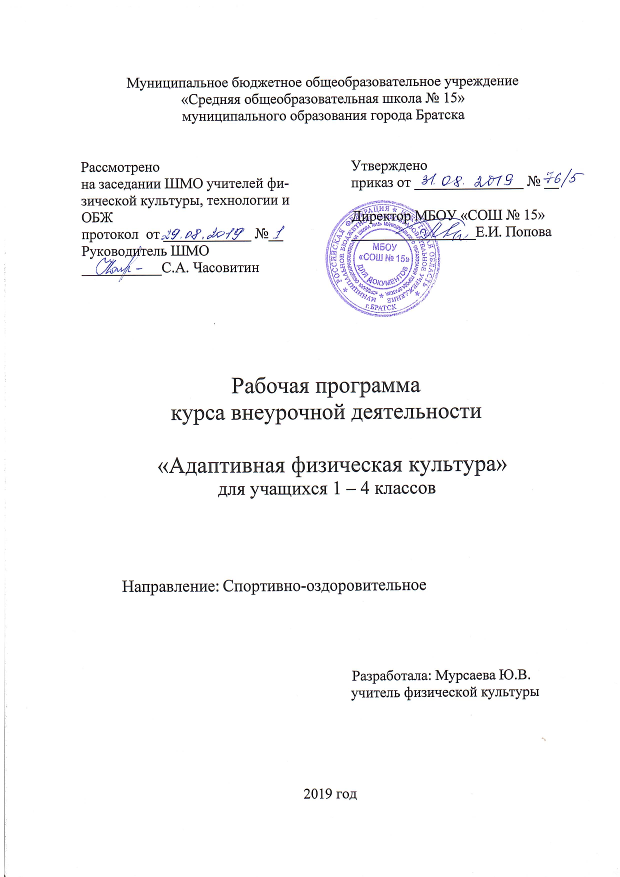 Муниципальное бюджетное общеобразовательное учреждение
«Средняя общеобразовательная школа № 15»
муниципального образования города Братска
Рассмотрено
на заседании ШМО учителей фи-
зической культуры, технологии и
ОБЖ
протокол от 29.08.2019 № 1
Руководитель ШМО
С.А. Часовитин
Утверждено
приказ от 31.08.2019 № 76/5
Директор МБОУ «СОШ № 15»
Е.И. Попова
МБОУ
«СОШ № 15»
ДЛЯ ДОКУМЕНТОВ
г.БРАТСК
Рабочая программа
курса внеурочной деятельности
«Адаптивная физическая культура»
для учащихся 1 – 4 классов
Направление: Спортивно-оздоровительное
Разработала: Мурсаева Ю.В.
учитель физической культуры
2019 год